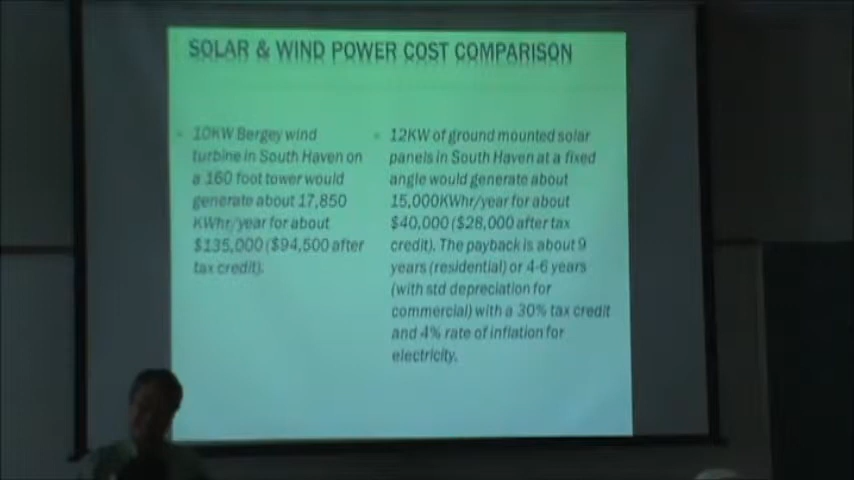 SOLAR & WIND POWER COST COMPARISON
10KW Bergey wind
turbine in South Haven on
a 160 foot tower would
generate about 17,850
KWhr/year for about
$135,000 ($94,500 after
tax credit).
12KW of ground mounted solar
panels in South Haven at a fixed
angle would generate about
15,000KWhr/year for about
$40,000 ($28,000 after tax
credit). The payback is about 9
years (residential) or 4-6 years
(with std depreciation for
commercial) with a 30% tax credit
and 4% rate of inflation for
electricity.